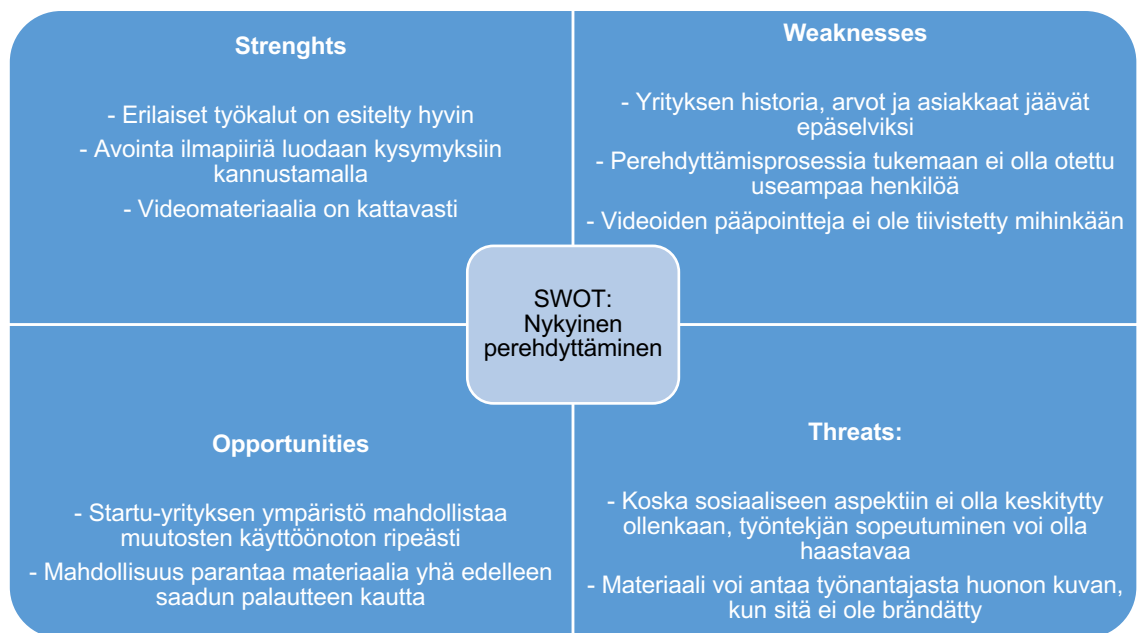 Strenghts
- Erilaiset työkalut on esitelty hyvin
- Avointa ilmapiiriä luodaan kysymyksiin
kannustamalla
- Videomateriaalia on kattavasti
Weaknesses
- Yrityksen historia, arvot ja asiakkaat jäävät
epäselviksi
- Perehdyttämisprosessia tukemaan ei olla otettu
useampaa henkilöä
- Videoiden pääpointteja ei ole tiivistetty mihinkään
SWOT:
Nykyinen
perehdyttäminen
Opportunities
- Startu-yrityksen ympäristö mahdollistaa
muutosten käyttöönoton ripeästi
- Mahdollisuus parantaa materiaalia yhä edelleen
saadun palautteen kautta
Threats:
- Koska sosiaaliseen aspektiin ei olla keskitytty
ollenkaan, työntekjän sopeutuminen voi olla
haastavaa
- Materiaali voi antaa työnantajasta huonon kuvan,
kun sitä ei ole brändätty